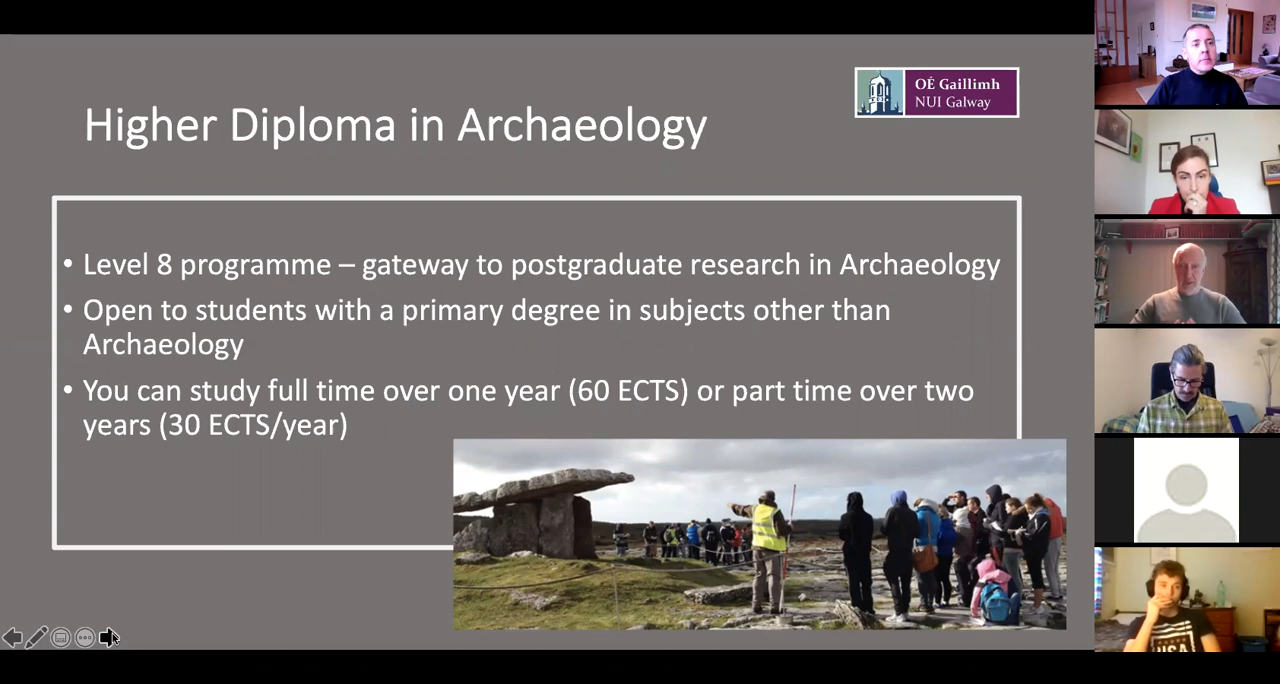 OÉ Gaillimh
NUI Galway
Higher Diploma in Archaeology
• Level 8 programme – gateway to postgraduate research in Archaeology
• Open to students with a primary degree in subjects other than
Archaeology
• You can study full time over one year (60 ECTS) or part time over two
years (30 ECTS/year)
USA